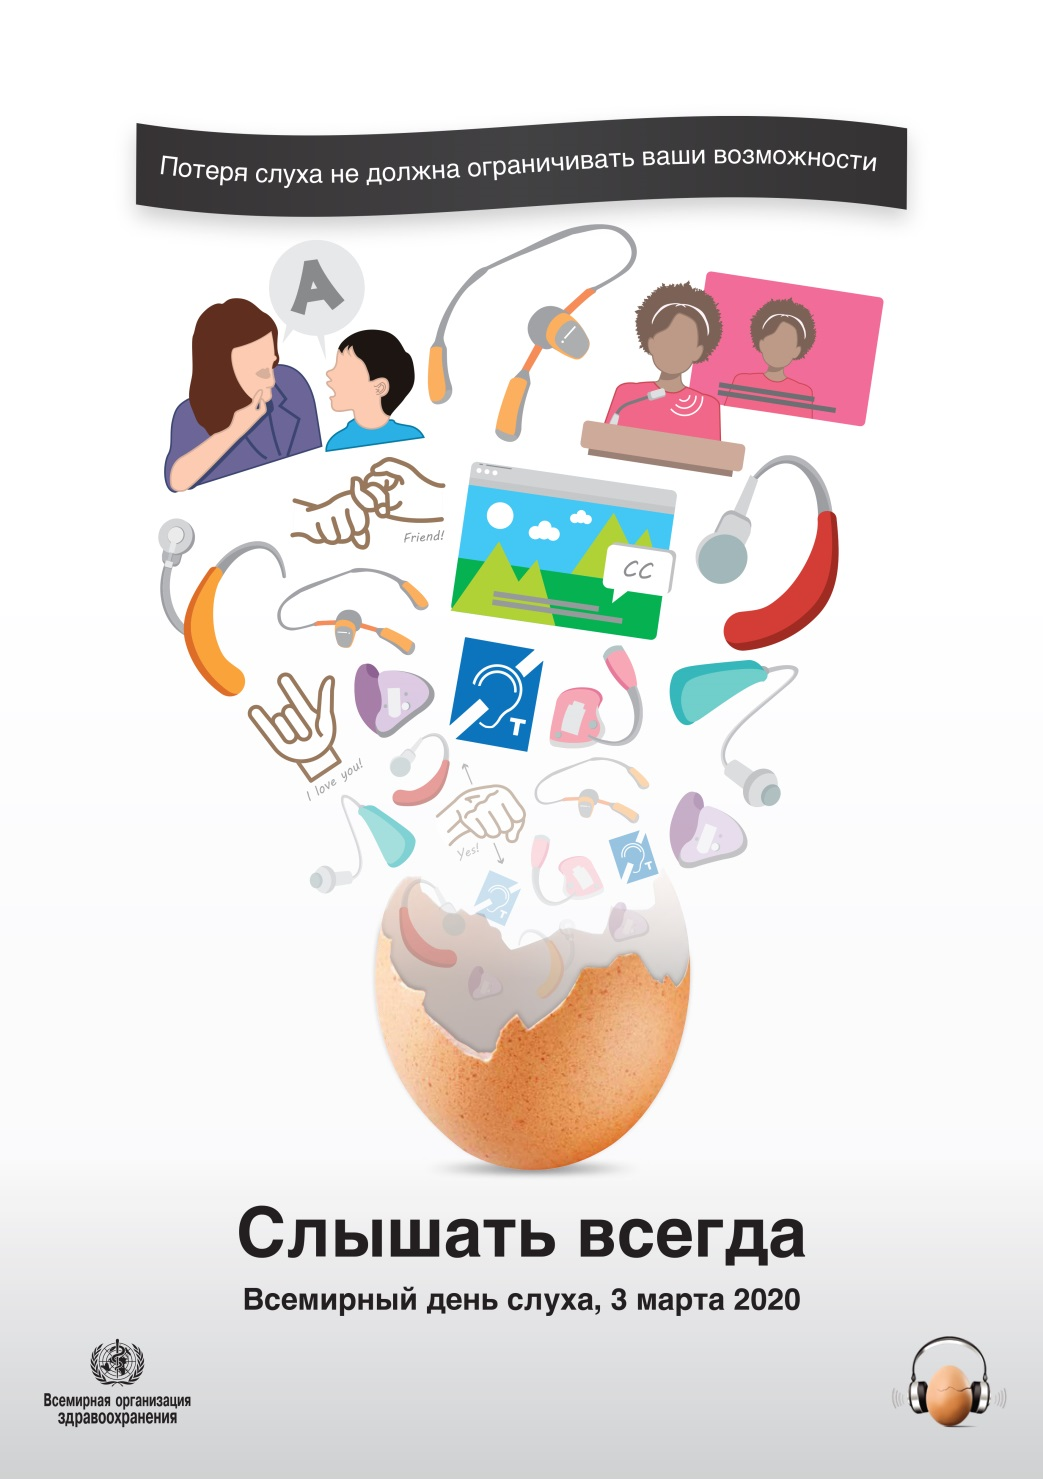 Потеря слуха не должна ограничивать ваши возможности
A
Friend!
CC
T
I love you!
Yes!
T
T
Слышать всегда
Всемирный день слуха, 3 марта 2020
Всемирная организация
здравоохранения